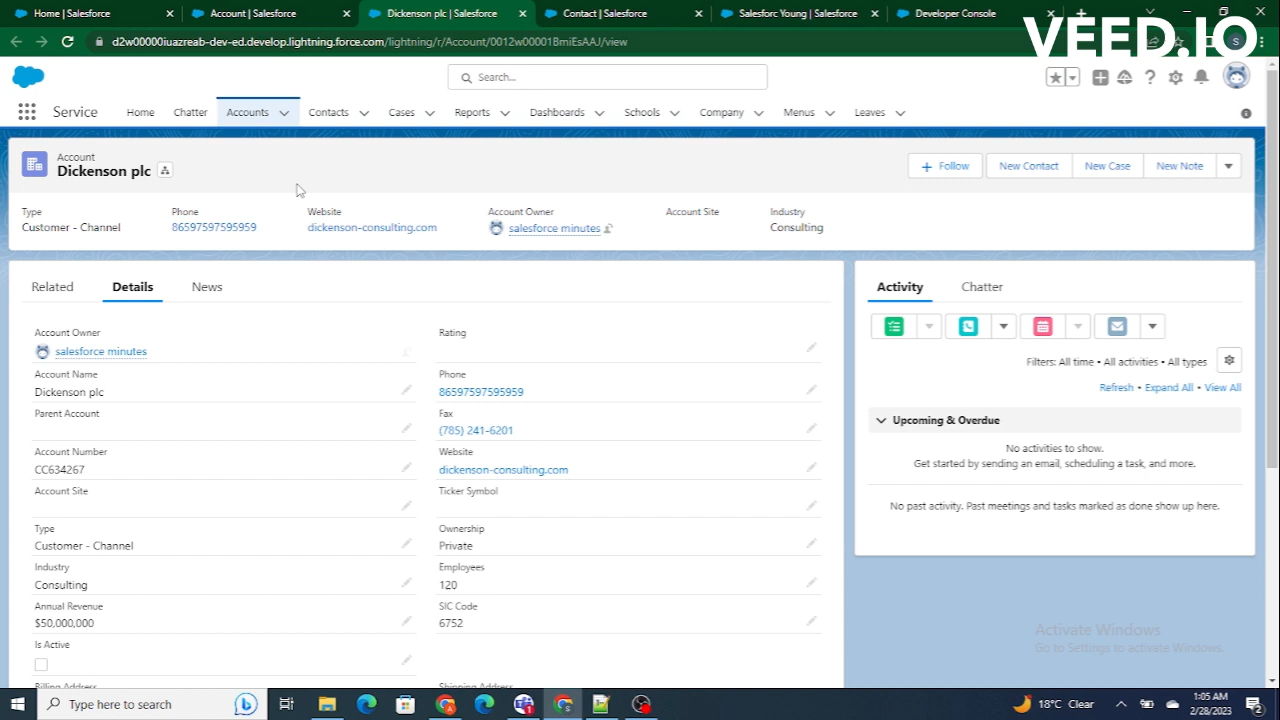 Home | Salesforce
Account | Salesforce
Dickenson plc | Salesforce
Contact | Salesforce
Salesforc Young | Salesforce
Developer Console
VEED.IO
d2w00000iuazreab-dev-ed.develop.lightning.force.com/lightning/r/Account/0012w00001BmiEsAAJ/view
Search...
Service
Home
Chatter
Accounts
Contacts
Cases
Reports
Dashboards
Schools
Company
Menus
Leaves
Account
Dickenson plc
Follow
New Contact
New Case
New Note
Type
Phone
Website
Account Owner
Account Site
Industry
Customer - Channel
86597597595959
dickenson-consulting.com
salesforce minutes
Consulting
Related
Details
News
Account Owner
salesforce minutes
Rating
Account Name
Dickenson plc
Phone
86597597595959
Parent Account
Fax
(785) 241-6201
Account Number
CC634267
Website
dickenson-consulting.com
Account Site
Ticker Symbol
Type
Customer - Channel
Ownership
Private
Industry
Consulting
Employees
120
Annual Revenue
$50,000,000
SIC Code
6752
Is Active
Billing Address
Shipping Address
Activity
Chatter
Filters: All time • All activities • All types
Refresh • Expand All • View All
Upcoming & Overdue
No activities to show.
Get started by sending an email, scheduling a task, and more.
No past activity. Past meetings and tasks marked as done show up here.
Activate Windows
Go to Settings to activate Windows.
Type here to search
18°C Clear
1:05 AM
2/28/2023